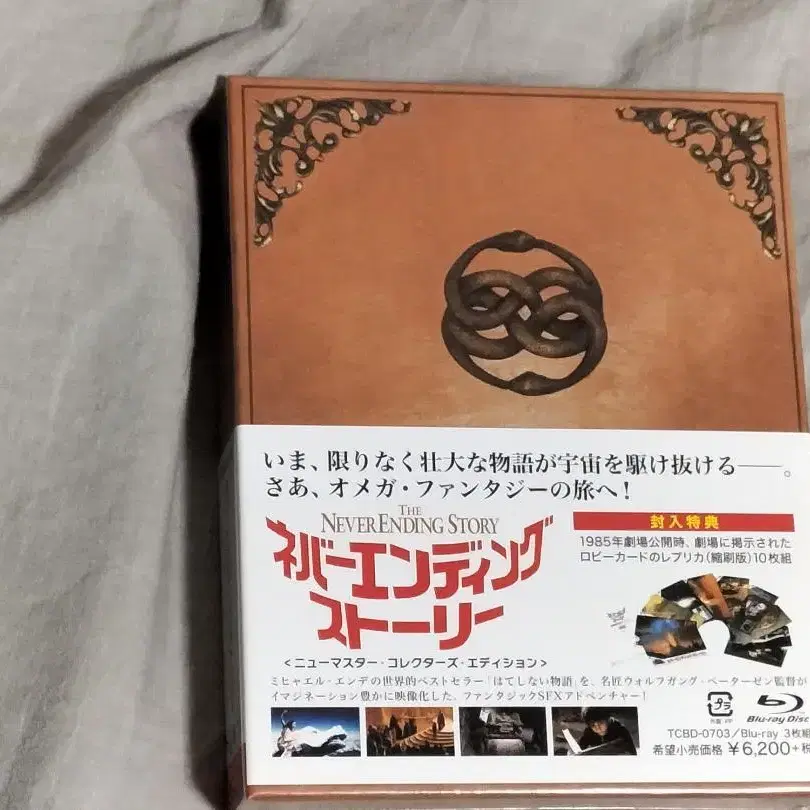 いま、限りなく壮大な物語が宇宙を駆け抜ける――。
さあ、オメガ・ファンタジーの旅へ!
THE
NEVERENDING STORY
ネバーエンディング
ストーリー
<ニューマスター・コレクターズ・エディション>
封入特典
1985年劇場公開時、劇場に掲示された
ロビーカードのレプリカ(縮刷版)10枚組
ミヒャエル・エンデの世界的ベストセラー「はてしない物語」を、名匠ウォルフガング・ペーターゼン監督が
イマジネーション豊かに映像化した、ファンタジックSFXアドベンチャー!
プラ
Blu-ray Disc
TCBD-0703/Blu-ray 3枚組
希望小売価格 ¥6,200+税